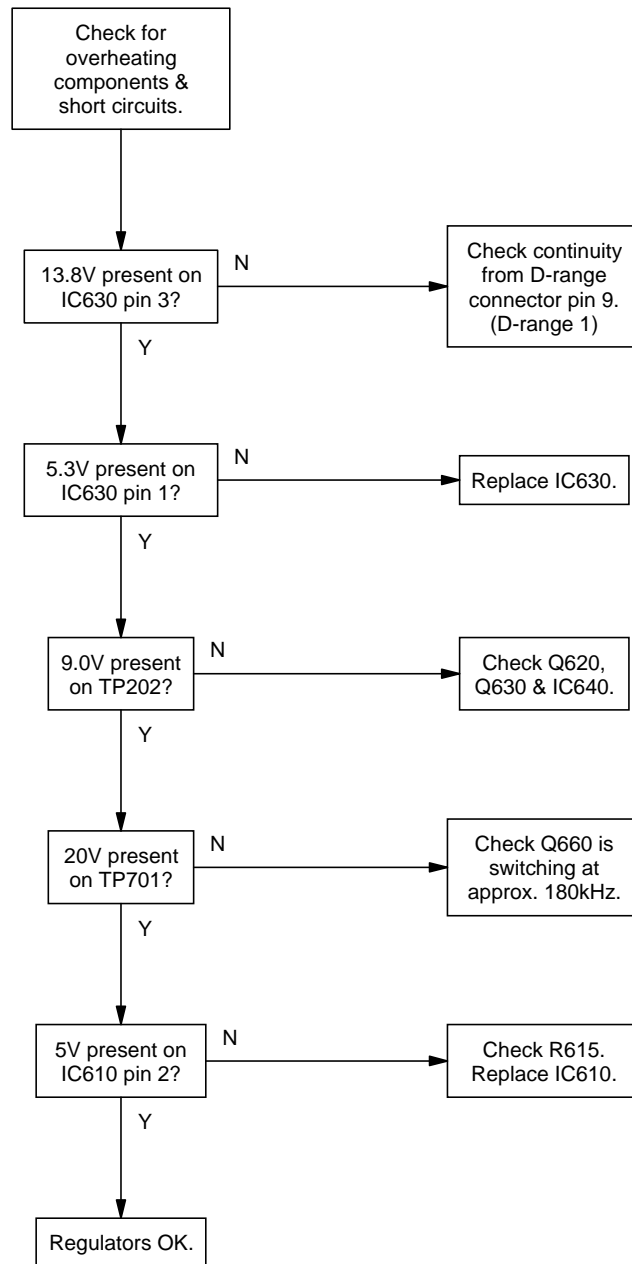 Check for
overheating
components &
short circuits.
13.8V present on
IC630 pin 3?
N
Check continuity
from D-range
connector pin 9.
(D-range 1)
Y
5.3V present on
IC630 pin 1?
N
Replace IC630.
Y
9.0V present
on TP202?
N
Check Q620,
Q630 & IC640.
Y
20V present
on TP701?
N
Check Q660 is
switching at
approx. 180kHz.
Y
5V present on
IC610 pin 2?
N
Check R615.
Replace IC610.
Y
Regulators OK.